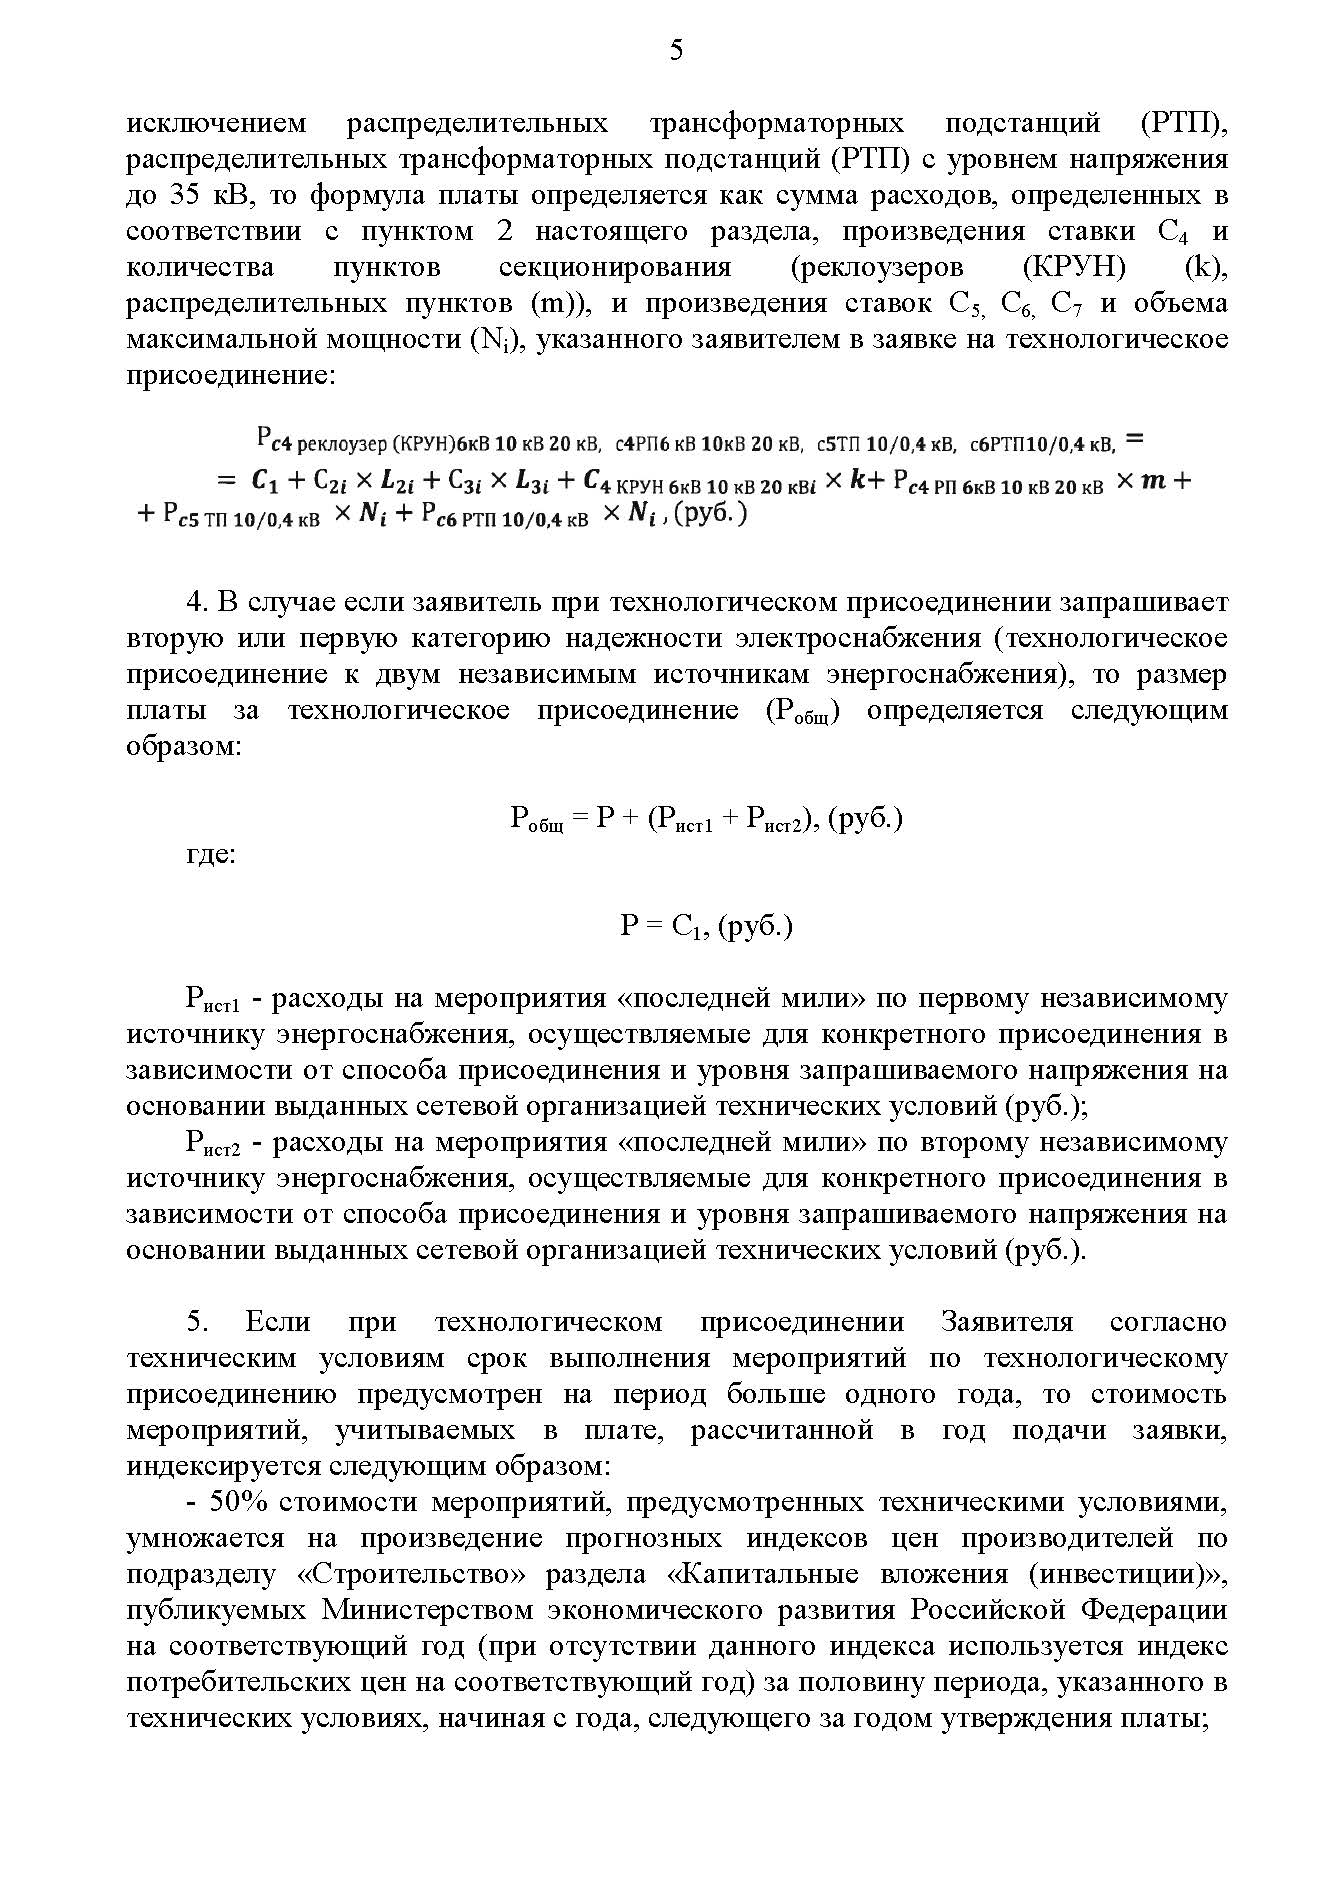 5
исключением распределительных трансформаторных подстанций (РТП),
распределительных трансформаторных подстанций (РТП) с уровнем напряжения
до 35 кВ, то формула платы определяется как сумма расходов, определенных в
соответствии с пунктом 2 настоящего раздела, произведения ставки С4 и
количества пунктов секционирования (реклоузеров (КРУН) (k),
распределительных пунктов (m)), и произведения ставок С5, С6, С7 и объема
максимальной мощности (Ni), указанного заявителем в заявке на технологическое
присоединение:
Pс4 реклоузер (КРУН)6кВ 10 кВ 20 кВ, с4РП6 кВ 10кВ 20 кВ, с5ТП 10/0,4 кВ, с6РТП10/0,4 кВ, =
= C1 + C2i × L2i + C3i × L3i + C4 КРУН 6кВ 10 кВ 20 кВi × k+ Pс4 РП 6кВ 10 кВ 20 кВ × m +
+ Pс5 ТП 10/0,4 кВ × Ni + Pс6 РТП 10/0,4 кВ × Ni , (руб. )
4. В случае если заявитель при технологическом присоединении запрашивает
вторую или первую категорию надежности электроснабжения (технологическое
присоединение к двум независимым источникам энергоснабжения), то размер
платы за технологическое присоединение (Робщ) определяется следующим
образом:
Робщ = Р + (Рист1 + Рист2), (руб.)
где:
Р = С1, (руб.)
Рист1 - расходы на мероприятия «последней мили» по первому независимому
источнику энергоснабжения, осуществляемые для конкретного присоединения в
зависимости от способа присоединения и уровня запрашиваемого напряжения на
основании выданных сетевой организацией технических условий (руб.);
Рист2 - расходы на мероприятия «последней мили» по второму независимому
источнику энергоснабжения, осуществляемые для конкретного присоединения в
зависимости от способа присоединения и уровня запрашиваемого напряжения на
основании выданных сетевой организацией технических условий (руб.).
5. Если при технологическом присоединении Заявителя согласно
техническим условиям срок выполнения мероприятий по технологическому
присоединению предусмотрен на период больше одного года, то стоимость
мероприятий, учитываемых в плате, рассчитанной в год подачи заявки,
индексируется следующим образом:
- 50% стоимости мероприятий, предусмотренных техническими условиями,
умножается на произведение прогнозных индексов цен производителей по
подразделу «Строительство» раздела «Капитальные вложения (инвестиции)»,
публикуемых Министерством экономического развития Российской Федерации
на соответствующий год (при отсутствии данного индекса используется индекс
потребительских цен на соответствующий год) за половину периода, указанного в
технических условиях, начиная с года, следующего за годом утверждения платы;